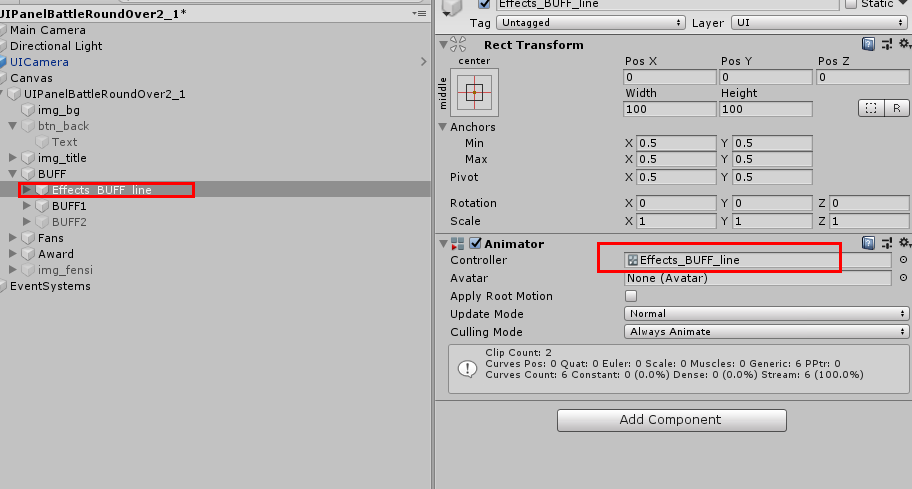 UIPanelBattleRoundOver2_1*
Main Camera
Directional Light
UICamera
Canvas
UIPanelBattleRoundOver2_1
img_bg
btn_back
Text
img_title
BUFF
Effects_BUFF_line
BUFF1
BUFF2
Fans
Award
img_fensi
EventSystems
Effects_BUFF_line
Static
Tag Untagged Layer UI
Rect Transform
center
middle
Pos X Pos Y Pos Z
0 0 0
Width Height
100 100
R
Anchors
Min X 0.5 Y 0.5
Max X 0.5 Y 0.5
Pivot X 0.5 Y 0.5
Rotation X 0 Y 0 Z 0
Scale X 1 Y 1 Z 1
Animator
Controller Effects_BUFF_line
Avatar None (Avatar)
Apply Root Motion
Update Mode Normal
Culling Mode Always Animate
Clip Count: 2
Curves Pos: 0 Quat: 0 Euler: 0 Scale: 0 Muscles: 0 Generic: 6 PPtr: 0
Curves Count: 6 Constant: 0 (0.0%) Dense: 0 (0.0%) Stream: 6 (100.0%)
Add Component